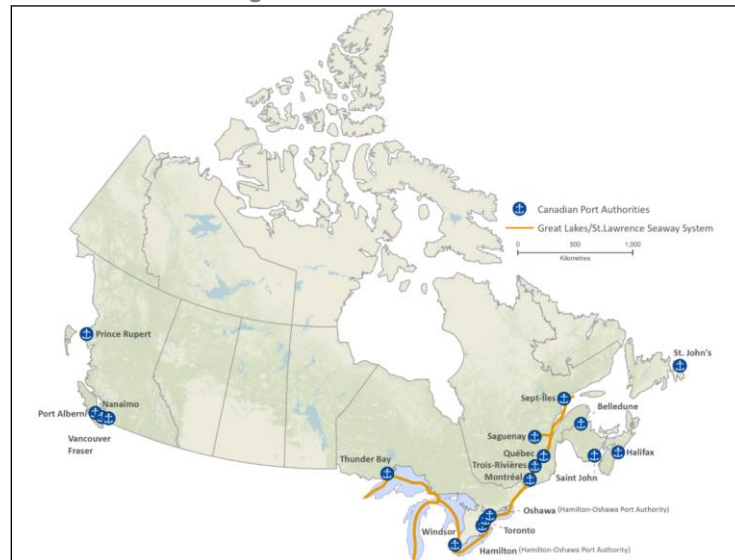 Canadian Port Authorities
Great Lakes/St.Lawrence Seaway System
0 500 1,000
Kilometres
Prince Rupert
St. John's
Nanaimo
Port Alberni
Vancouver
Fraser
Sept-Îles
Belledune
Saguenay
Québec
Trois-Rivières
Montréal
Thunder Bay
Halifax
Saint John
Oshawa (Hamilton-Oshawa Port Authority)
Toronto
Windsor
Hamilton (Hamilton-Oshawa Port Authority)